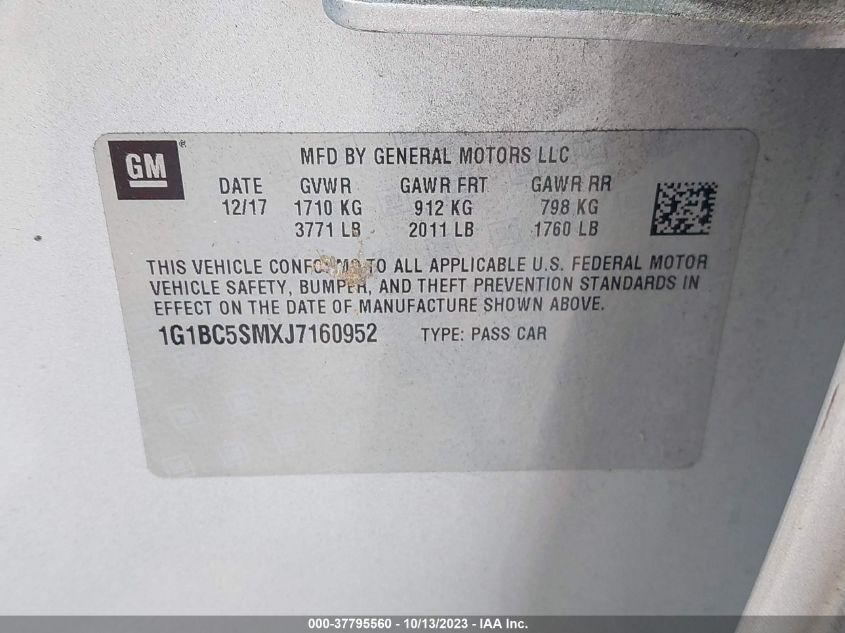 GM®
MFD BY GENERAL MOTORS LLC
DATE GVWR GAWR FRT GAWR RR
12/17 1710 KG 912 KG 798 KG
3771 LB 2011 LB 1760 LB
THIS VEHICLE TO ALL APPLICABLE U.S. FEDERAL MOTOR
VEHICLE SAFETY, BUMPER, AND THEFT PREVENTION STANDARDS IN
EFFECT ON THE DATE OF MANUFACTURE SHOWN ABOVE.
1G1BC5SMXJ7160952 TYPE: PASS CAR
000-37795560 - 10/13/2023 - IAA Inc.